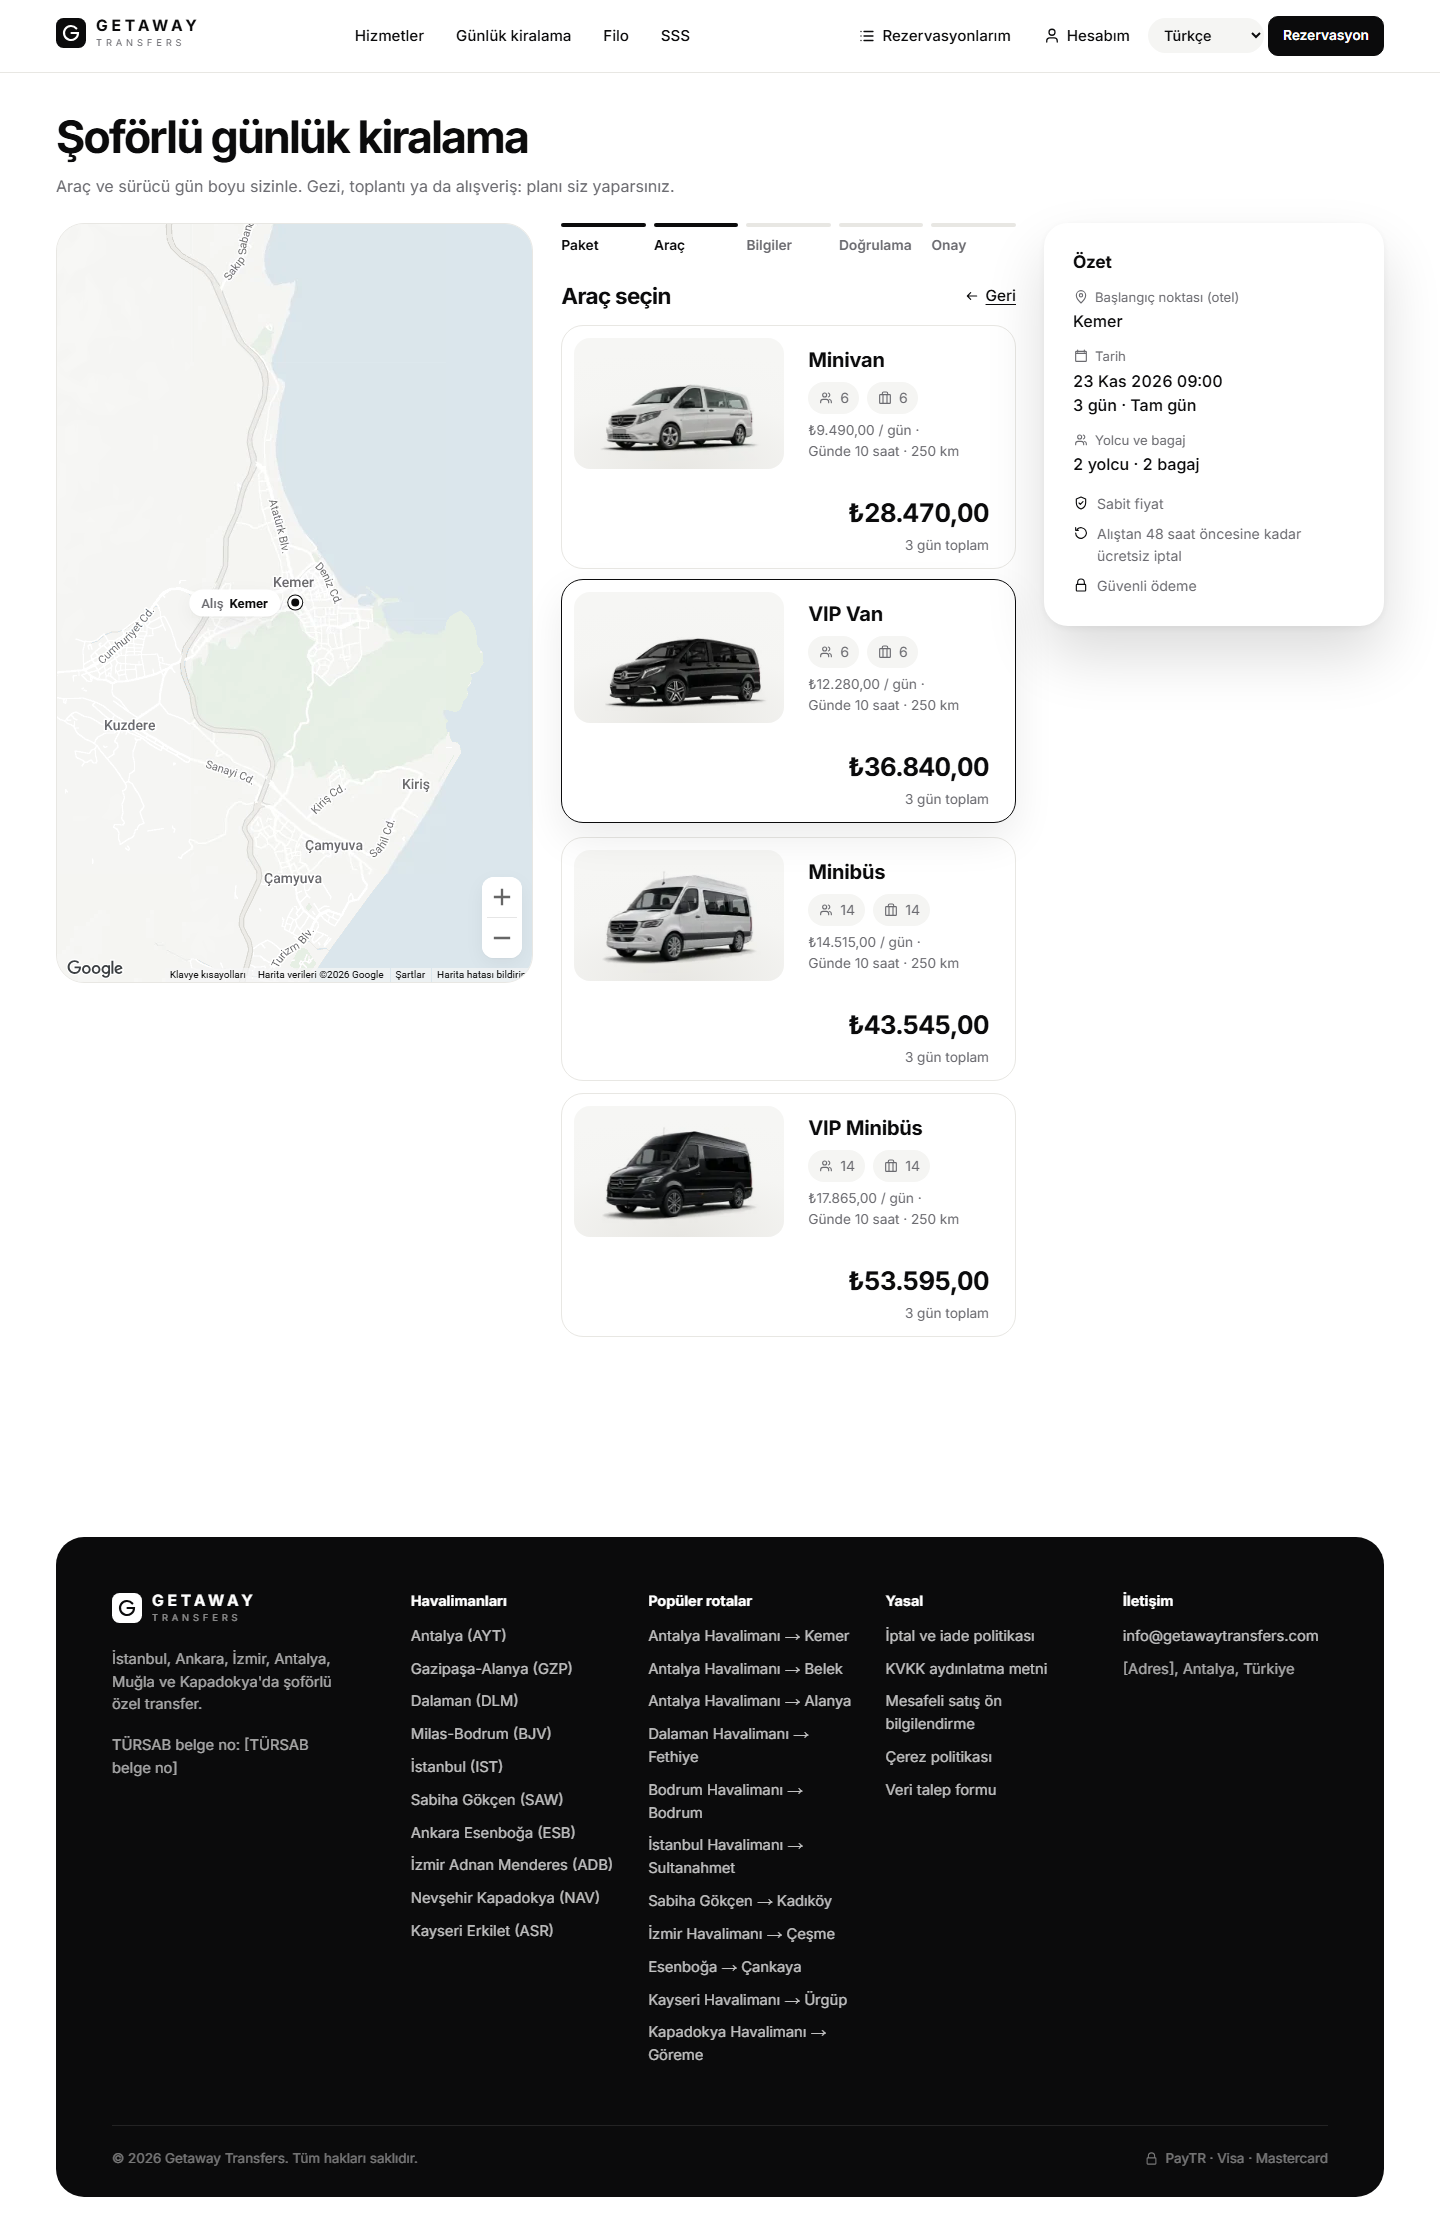 GETAWAY
TRANSFERS
Hizmetler
Günlük kiralama
Filo
SSS
Rezervasyonlarım
Hesabım
Türkçe
Rezervasyon
Şoförlü günlük kiralama
Araç ve sürücü gün boyu sizinle. Gezi, toplantı ya da alışveriş: planı siz yaparsınız.
Sakıp Saban
Atatürk Blv.
Deniz Cd.
Kemer
Alış Kemer
Cumhuriyet Cd.
Kuzdere
Sanayi Cd.
Kiriş Cd.
Kiriş
Sahil Cd.
Çamyuva
Çamyuva
Turizm Blv.
Google
Klavye kısayolları
Harita verileri ©2026 Google
Şartlar
Harita hatası bildirin
Paket
Araç
Bilgiler
Doğrulama
Onay
Araç seçin
← Geri
Minivan
6
6
₺9.490,00 / gün ·
Günde 10 saat · 250 km
₺28.470,00
3 gün toplam
VIP Van
6
6
₺12.280,00 / gün ·
Günde 10 saat · 250 km
₺36.840,00
3 gün toplam
Minibüs
14
14
₺14.515,00 / gün ·
Günde 10 saat · 250 km
₺43.545,00
3 gün toplam
VIP Minibüs
14
14
₺17.865,00 / gün ·
Günde 10 saat · 250 km
₺53.595,00
3 gün toplam
Özet
Başlangıç noktası (otel)
Kemer
Tarih
23 Kas 2026 09:00
3 gün · Tam gün
Yolcu ve bagaj
2 yolcu · 2 bagaj
Sabit fiyat
Alıştan 48 saat öncesine kadar
ücretsiz iptal
Güvenli ödeme
GETAWAY
TRANSFERS
İstanbul, Ankara, İzmir, Antalya,
Muğla ve Kapadokya'da şoförlü
özel transfer.
TÜRSAB belge no: [TÜRSAB
belge no]
Havalimanları
Antalya (AYT)
Gazipaşa-Alanya (GZP)
Dalaman (DLM)
Milas-Bodrum (BJV)
İstanbul (IST)
Sabiha Gökçen (SAW)
Ankara Esenboğa (ESB)
İzmir Adnan Menderes (ADB)
Nevşehir Kapadokya (NAV)
Kayseri Erkilet (ASR)
Popüler rotalar
Antalya Havalimanı → Kemer
Antalya Havalimanı → Belek
Antalya Havalimanı → Alanya
Dalaman Havalimanı →
Fethiye
Bodrum Havalimanı →
Bodrum
İstanbul Havalimanı →
Sultanahmet
Sabiha Gökçen → Kadıköy
İzmir Havalimanı → Çeşme
Esenboğa → Çankaya
Kayseri Havalimanı → Ürgüp
Kapadokya Havalimanı →
Göreme
Yasal
İptal ve iade politikası
KVKK aydınlatma metni
Mesafeli satış ön
bilgilendirme
Çerez politikası
Veri talep formu
İletişim
info@getawaytransfers.com
[Adres], Antalya, Türkiye
© 2026 Getaway Transfers. Tüm hakları saklıdır.
PayTR · Visa · Mastercard